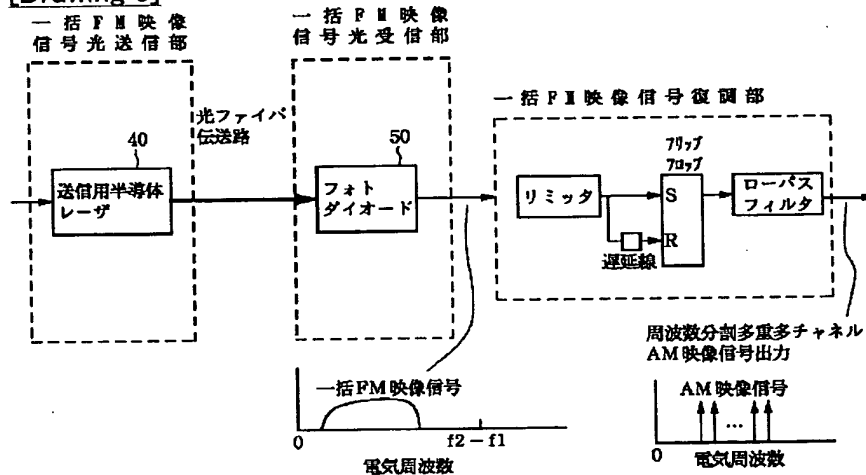 [Drawing 6]
一括FM映像
信号光送信部
一括FM映像
信号光受信部
光ファイバ
伝送路
一括FM映像信号復調部
40
送信用半導体
レーザ
50
フォト
ダイオード
リミッタ
フリップ
フロップ
S
R
遅延線
ローパス
フィルタ
周波数分割多重多チャネル
AM映像信号出力
一括FM映像信号
0
f2-f1
電気周波数
AM映像信号
...
0
電気周波数